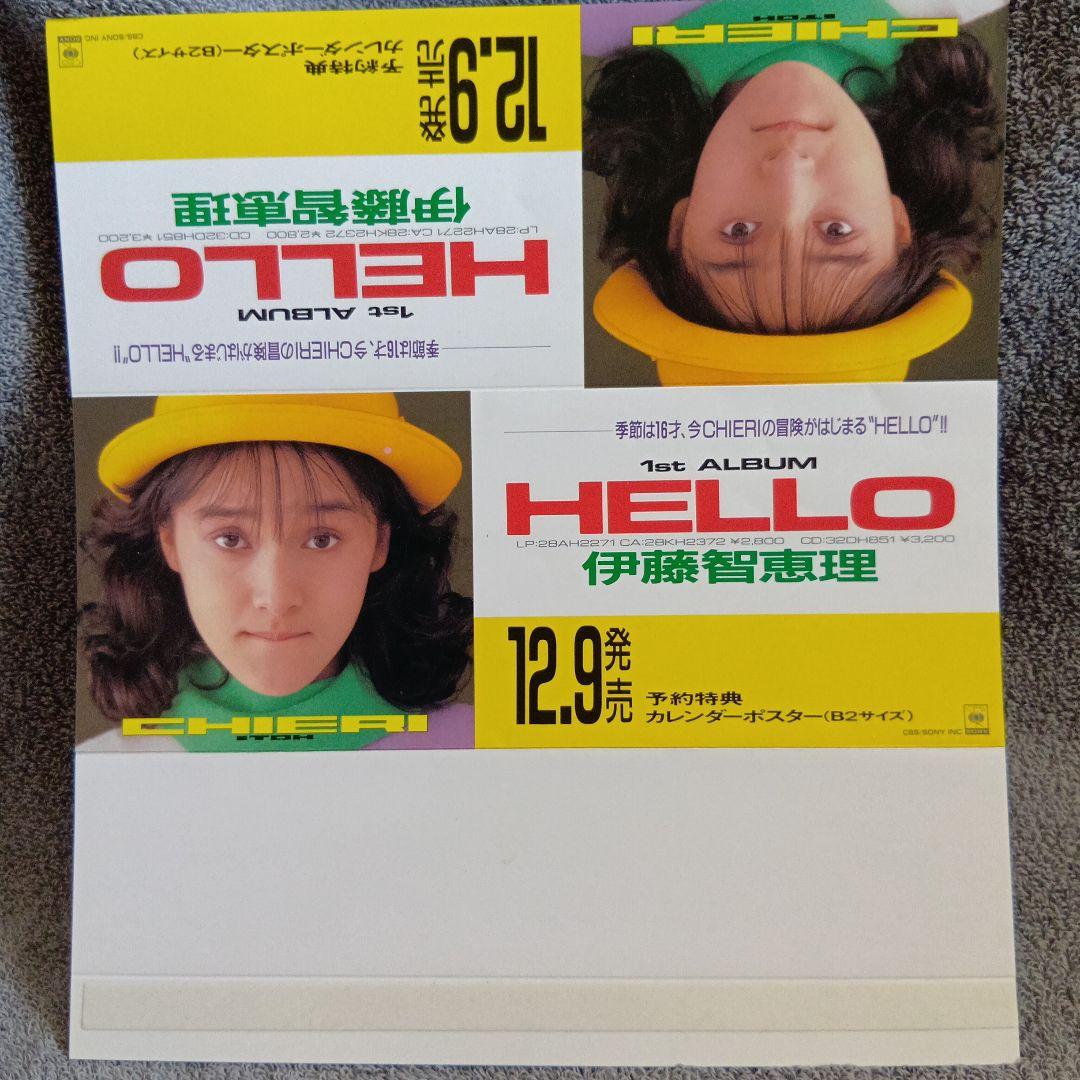 CHIERI
ITOH
12.9発売
予約特典
カレンダーポスター(B2サイズ)
CBS/SONY INC.
SONY
伊藤智恵理
LP:28AH2271 CA:28KH2372 ¥2,800 CD:32DH851 ¥3,200
HELLO
1st ALBUM
季節は16才、今CHIERIの冒険がはじまる"HELLO"!!
季節は16才、今CHIERIの冒険がはじまる"HELLO"!!
1st ALBUM
HELLO
LP:28AH2271 CA:28KH2372 ¥2,800 CD:32DH851 ¥3,200
伊藤智恵理
12.9発売
予約特典
カレンダーポスター(B2サイズ)
CBS/SONY INC.
SONY
CHIERI
ITOH